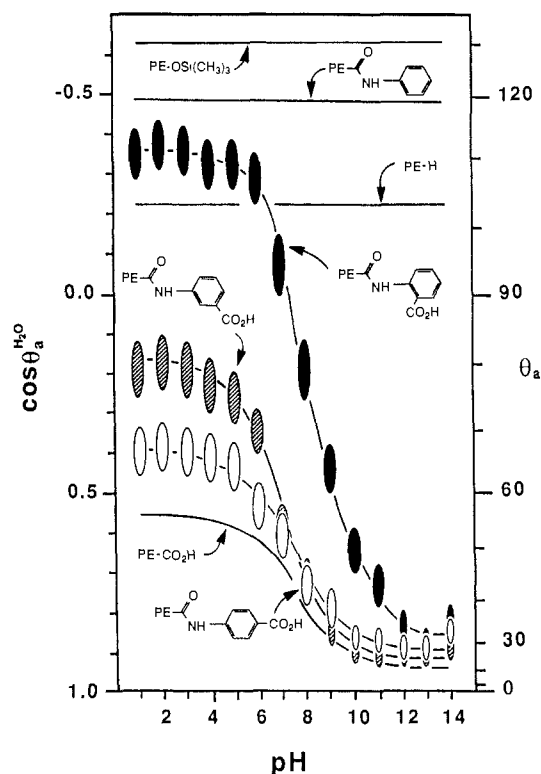 PE-OSi(CH3)3
PE
O
C
NH
-0.5
120
PE-H
PE
O
C
NH
CO2H
PE
O
C
NH
CO2H
0.0
90
cosθa H2O
θa
0.5
60
PE-CO2H
PE
O
C
NH
CO2H
30
1.0
0
2 4 6 8 10 12 14
pH